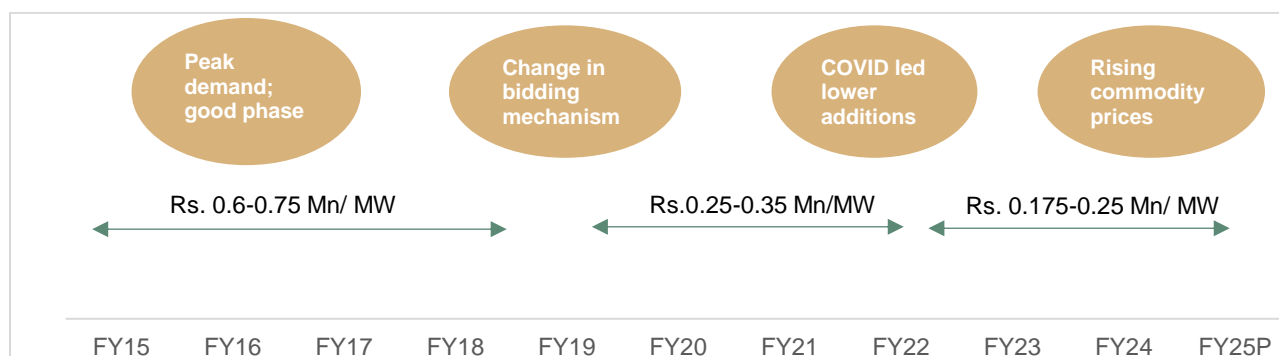 Peak
demand;
good phase
Change in
bidding
mechanism
COVID led
lower
additions
Rising
commodity
prices
Rs. 0.6-0.75 Mn/ MW
Rs.0.25-0.35 Mn/MW
Rs. 0.175-0.25 Mn/ MW
FY15 FY16 FY17 FY18 FY19 FY20 FY21 FY22 FY23 FY24 FY25P